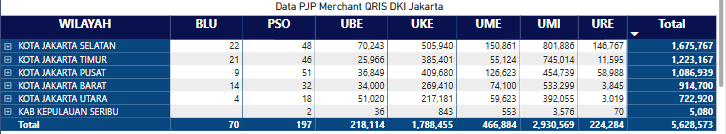 Data PJP Merchant QRIS DKI Jakarta
WILAYAH BLU PSO UBE UKE UME UMI URE Total
KOTA JAKARTA SELATAN 22 48 70,243 505,940 150,861 801,886 146,767 1,675,767
KOTA JAKARTA TIMUR 21 46 25,966 385,401 55,124 745,014 11,595 1,223,167
KOTA JAKARTA PUSAT 9 51 36,849 409,680 126,623 454,739 58,988 1,086,939
KOTA JAKARTA BARAT 14 32 34,000 269,410 74,100 533,299 3,845 914,700
KOTA JAKARTA UTARA 4 18 51,020 217,181 59,623 392,055 3,019 722,920
KAB KEPULAUAN SERIBU 2 36 843 553 3,576 70 5,080
Total 70 197 218,114 1,788,455 466,884 2,930,569 224,284 5,628,573